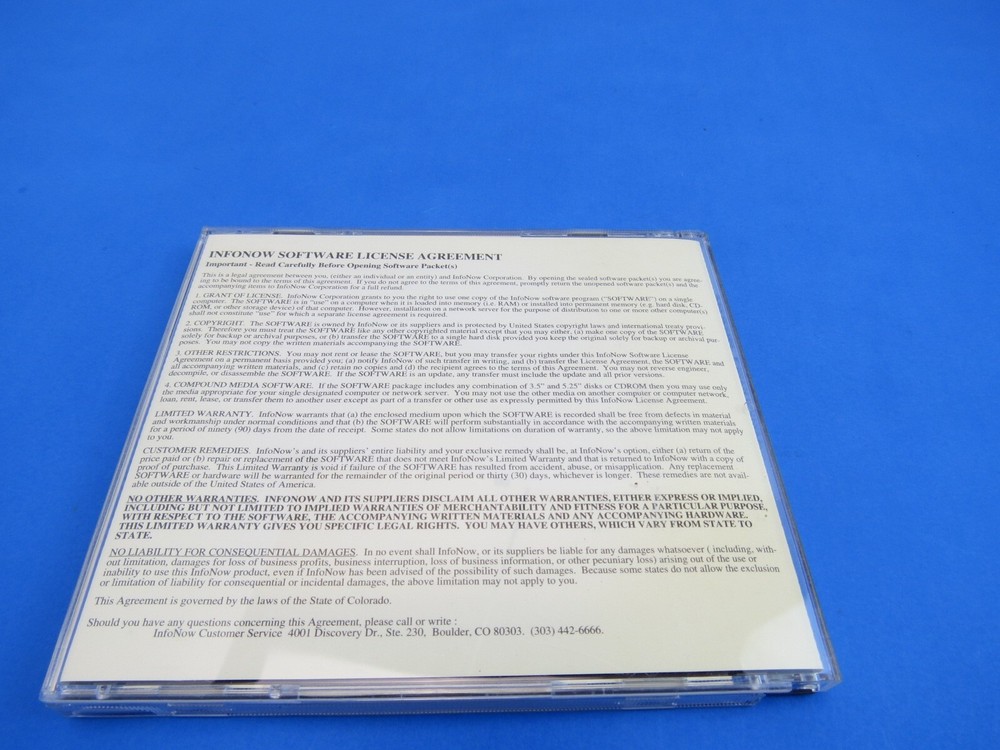 INFONOW SOFTWARE LICENSE AGREEMENT
Important - Read Carefully Before Opening Software Packet(s)
This is a legal agreement between you, (either an individual or an entity) and InfoNow Corporation. By opening the sealed software packet(s) you are agree-
ing to be bound to the terms of this agreement. If you do not agree to the terms of this agreement, promptly return the unopened software packet(s) and the
accompanying items to InfoNow Corporation for a full refund.
1. GRANT OF LICENSE. InfoNow Corporation grants to you the right to use one copy of the InfoNow software program ("SOFTWARE") on a single
computer. The SOFTWARE is in "use" on a computer when it is loaded into memory (i.e. RAM) or installed into permanent memory (e.g. hard disk, CD-
ROM, or other storage device) of that computer. However, installation on a network server for the purpose of distribution to one or more other computer(s)
shall not constitute "use" for which a separate license agreement is required.
2. COPYRIGHT. The SOFTWARE is owned by InfoNow or its suppliers and is protected by United States copyright laws and international treaty provi-
sions. Therefore you must treat the SOFTWARE like any other copyrighted material except that you may either, (a) make one copy of the SOFTWARE
solely for backup or archival purposes, or (b) transfer the SOFTWARE to a single hard disk provided you keep the original solely for backup or archival pur-
poses. You may not copy the written materials accompanying the SOFTWARE.
3. OTHER RESTRICTIONS. You may not rent or lease the SOFTWARE, but you may transfer your rights under this InfoNow Software License
Agreement on a permanent basis provided you; (a) notify InfoNow of such transfer in writing, and (b) transfer the License Agreement, the SOFTWARE and
all accompanying written materials, and (c) retain no copies and (d) the recipient agrees to the terms of this Agreement. You may not reverse engineer,
decompile, or disassemble the SOFTWARE. If the SOFTWARE is an update, any transfer must include the update and all prior versions.
4. COMPOUND MEDIA SOFTWARE. If the SOFTWARE package includes any combination of 3.5" and 5.25" disks or CDROM then you may use only
the media appropriate for your single designated computer or network server. You may not use the other media on another computer or computer network,
loan, rent, lease, or transfer them to another user except as part of a transfer or other use as expressly permitted by this InfoNow License Agreement.
LIMITED WARRANTY. InfoNow warrants that (a) the enclosed medium upon which the SOFTWARE is recorded shall be free from defects in material
and workmanship under normal conditions and that (b) the SOFTWARE will perform substantially in accordance with the accompanying written materials
for a period of ninety (90) days from the date of receipt. Some states do not allow limitations on duration of warranty, so the above limitation may not apply
to you.
CUSTOMER REMEDIES. InfoNow's and its suppliers' entire liability and your exclusive remedy shall be, at InfoNow's option, either (a) return of the
price paid or (b) repair or replacement of the SOFTWARE that does not meet InfoNow's Limited Warranty and that is returned to InfoNow with a copy of
proof of purchase. This Limited Warranty is void if failure of the SOFTWARE has resulted from accident, abuse, or misapplication. Any replacement
SOFTWARE or hardware will be warranted for the remainder of the original period or thirty (30) days, whichever is longer. These remedies are not avail-
able outside of the United States of America.
NO OTHER WARRANTIES. INFONOW AND ITS SUPPLIERS DISCLAIM ALL OTHER WARRANTIES, EITHER EXPRESS OR IMPLIED,
INCLUDING BUT NOT LIMITED TO IMPLIED WARRANTIES OF MERCHANTABILITY AND FITNESS FOR A PARTICULAR PURPOSE,
WITH RESPECT TO THE SOFTWARE, THE ACCOMPANYING WRITTEN MATERIALS AND ANY ACCOMPANYING HARDWARE.
THIS LIMITED WARRANTY GIVES YOU SPECIFIC LEGAL RIGHTS. YOU MAY HAVE OTHERS, WHICH VARY FROM STATE TO
STATE.
NO LIABILITY FOR CONSEQUENTIAL DAMAGES. In no event shall InfoNow, or its suppliers be liable for any damages whatsoever ( including, with-
out limitation, damages for loss of business profits, business interruption, loss of business information, or other pecuniary loss) arising out of the use or
inability to use this InfoNow product, even if InfoNow has been advised of the possibility of such damages. Because some states do not allow the exclusion
or limitation of liability for consequential or incidental damages, the above limitation may not apply to you.
This Agreement is governed by the laws of the State of Colorado.
Should you have any questions concerning this Agreement, please call or write :
InfoNow Customer Service 4001 Discovery Dr., Ste. 230, Boulder, CO 80303. (303) 442-6666.